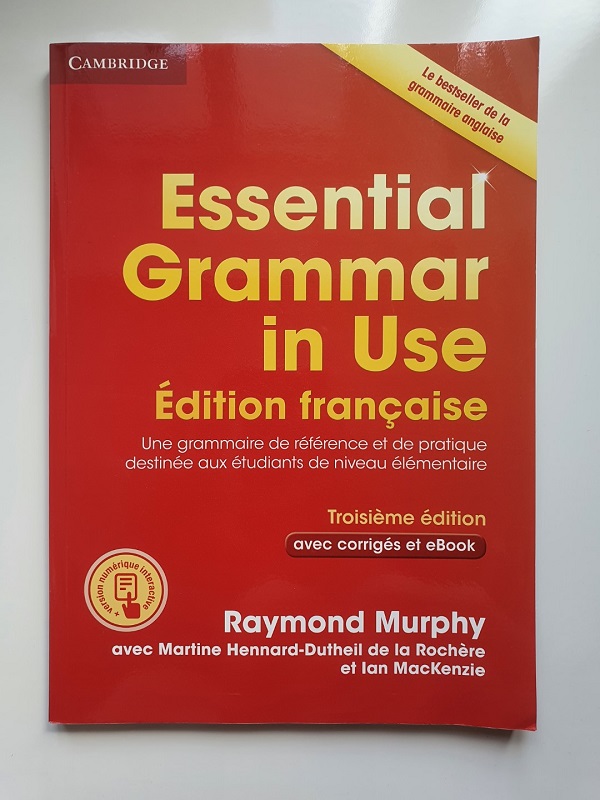 CAMBRIDGE
Le bestseller de la
grammaire anglaise
Essential
Grammar
in Use
Édition française
Une grammaire de référence et de pratique
destinée aux étudiants de niveau élémentaire
Troisième édition
avec corrigés et eBook
+ version numérique interactive
Raymond Murphy
avec Martine Hennard-Dutheil de la Rochère
et Ian MacKenzie